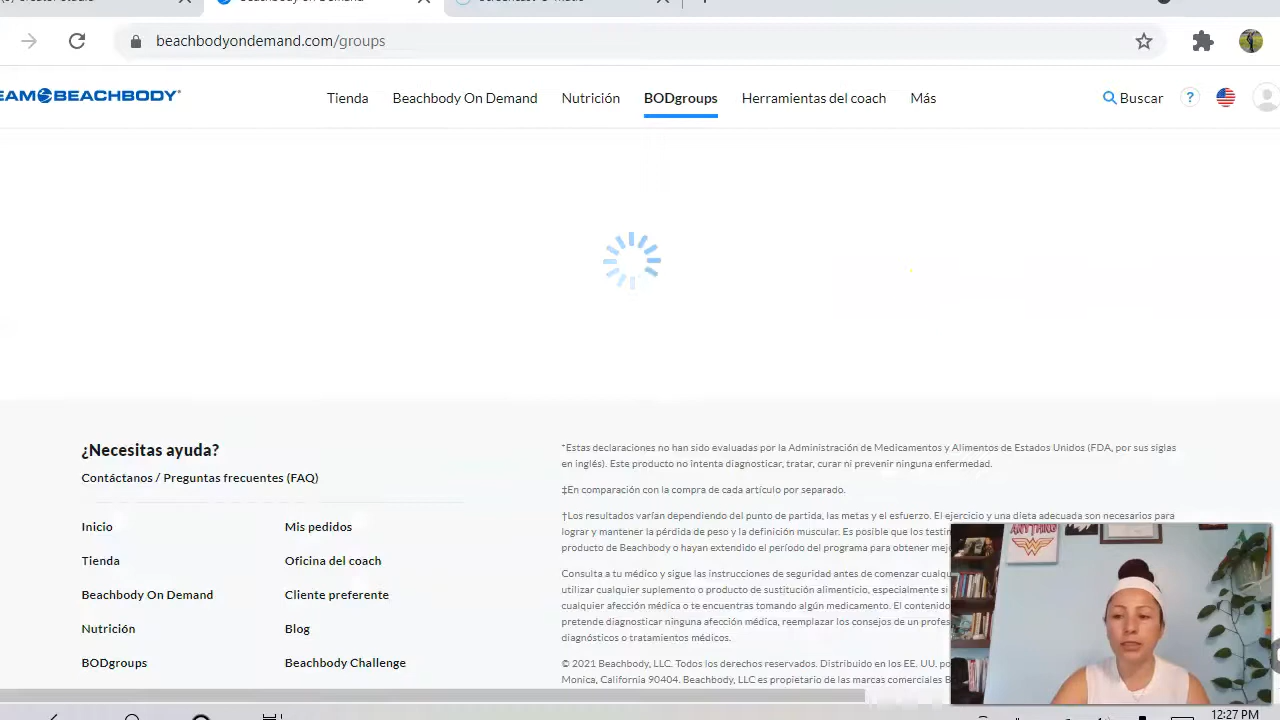 Beachbody on Demand
beachbodyondemand.com/groups
EAM BEACHBODY
Tienda Beachbody On Demand Nutrición BODgroups Herramientas del coach Más Buscar ?
¿Necesitas ayuda?
Contáctanos / Preguntas frecuentes (FAQ)
Inicio Mis pedidos
Tienda Oficina del coach
Beachbody On Demand Cliente preferente
Nutrición Blog
BODgroups Beachbody Challenge
*Estas declaraciones no han sido evaluadas por la Administración de Medicamentos y Alimentos de Estados Unidos (FDA, por sus siglas
en inglés). Este producto no intenta diagnosticar, tratar, curar ni prevenir ninguna enfermedad.
‡En comparación con la compra de cada artículo por separado.
†Los resultados varían dependiendo del punto de partida, las metas y el esfuerzo. El ejercicio y una dieta adecuada son necesarios para
lograr y mantener la pérdida de peso y la definición muscular. Es posible que los testim
producto de Beachbody o hayan extendido el período del programa para obtener mej
Consulta a tu médico y sigue las instrucciones de seguridad antes de comenzar cualqu
utilizar cualquier suplemento o producto de sustitución alimenticio, especialmente si
cualquier afección médica o te encuentras tomando algún medicamento. El contenido
pretende diagnosticar ninguna afección médica, reemplazar los consejos de un profes
diagnósticos o tratamientos médicos.
© 2021 Beachbody, LLC. Todos los derechos reservados. Distribuido en los EE. UU. po
Monica, California 90404. Beachbody, LLC es propietario de las marcas comerciales B
12:27 PM